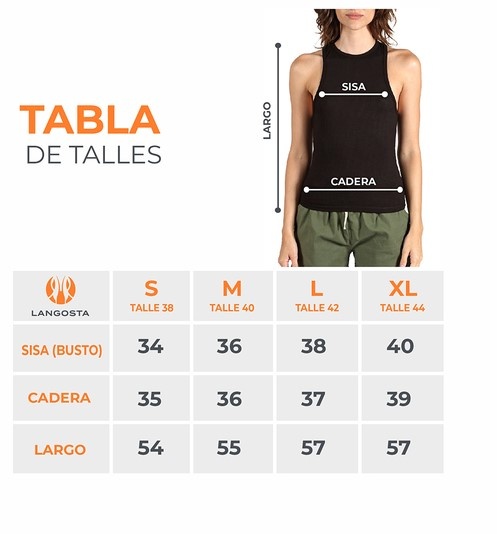 TABLA
DE TALLES
LARGO
SISA
CADERA
LANGOSTA
S
TALLE 38
M
TALLE 40
L
TALLE 42
XL
TALLE 44
SISA (BUSTO) 34 36 38 40
CADERA 35 36 37 39
LARGO 54 55 57 57